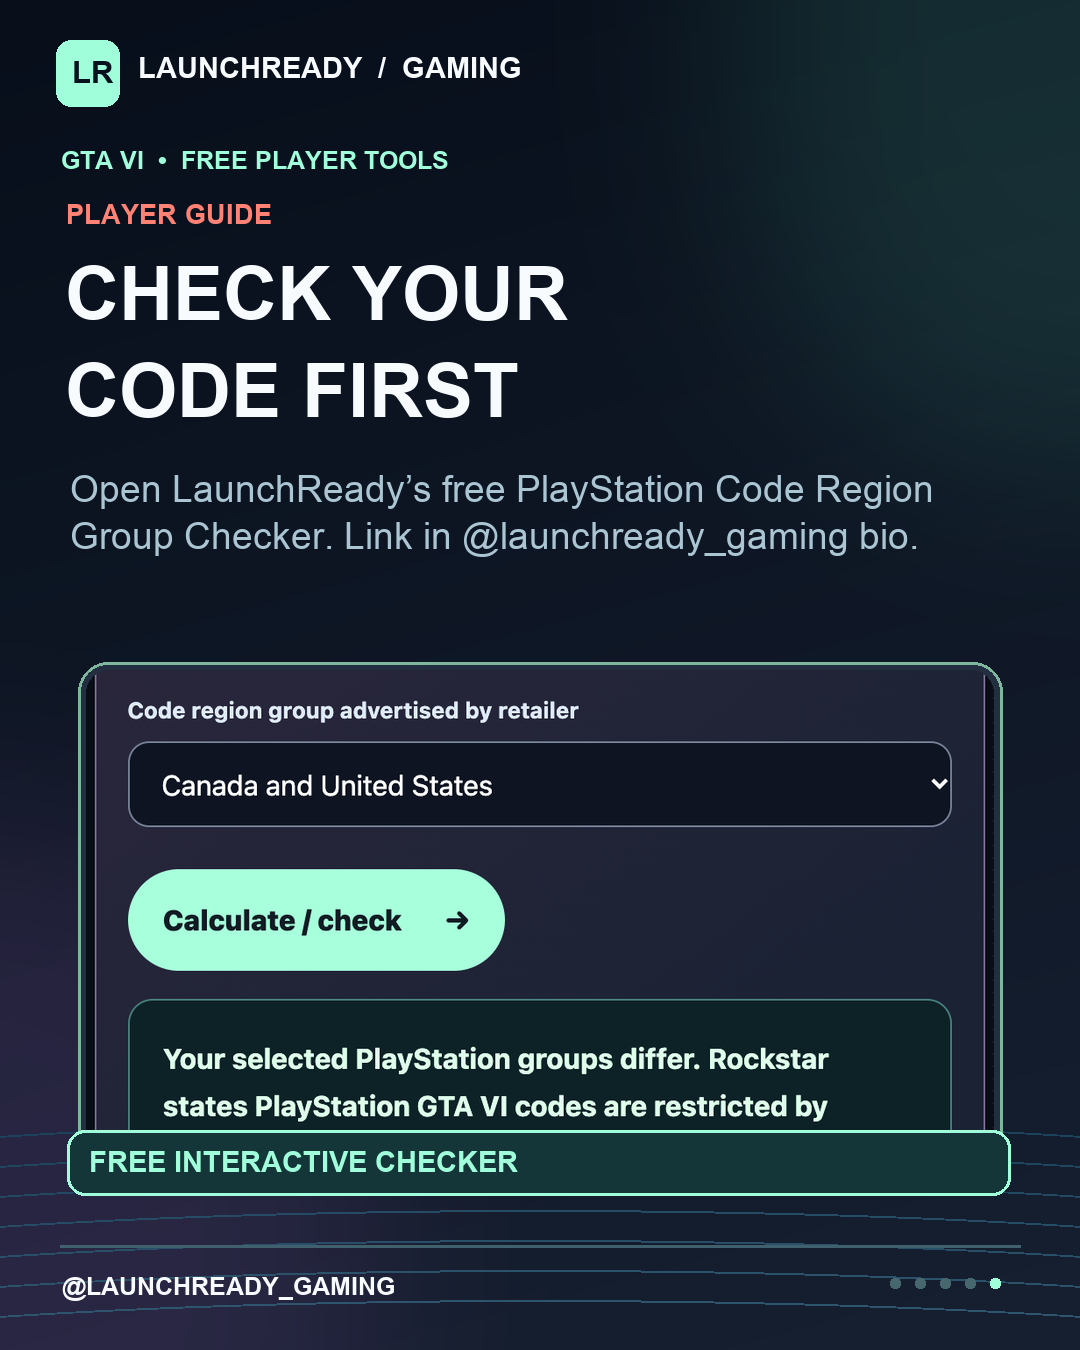 LR LAUNCHREADY / GAMING
GTA VI • FREE PLAYER TOOLS
PLAYER GUIDE
CHECK YOUR
CODE FIRST
Open LaunchReady’s free PlayStation Code Region
Group Checker. Link in @launchready_gaming bio.
Code region group advertised by retailer
Canada and United States
Calculate / check →
Your selected PlayStation groups differ. Rockstar
states PlayStation GTA VI codes are restricted by
FREE INTERACTIVE CHECKER
@LAUNCHREADY_GAMING